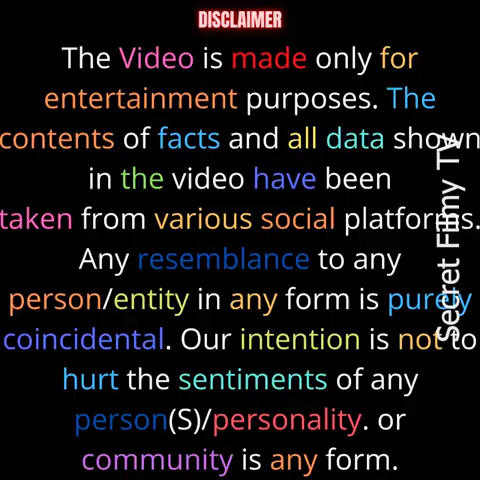 DISCLAIMER
The Video is made only for
entertainment purposes. The
contents of facts and all data shown
in the video have been
taken from various social platforms.
Any resemblance to any
person/entity in any form is purely
coincidental. Our intention is not to
hurt the sentiments of any
person(S)/personality. or
community is any form.
Secret Filmy TV